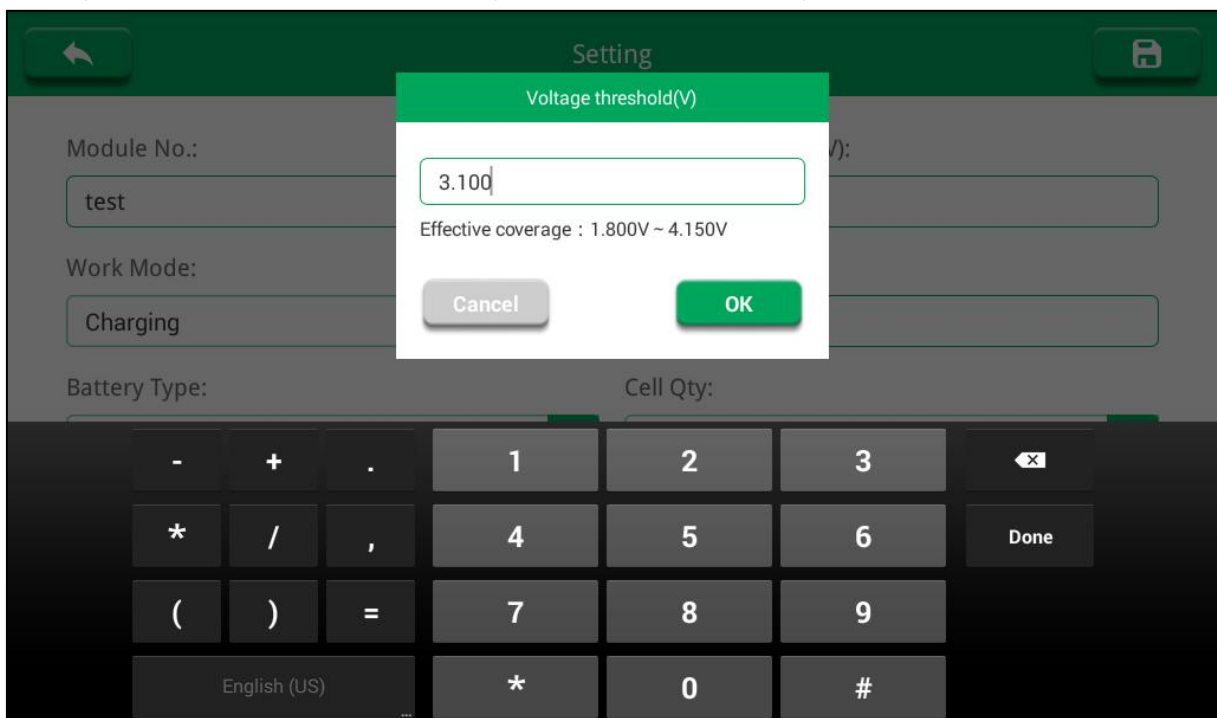 Setting
Voltage threshold(V)
Module No.:
V):
test
3.100
Effective coverage : 1.800V ~ 4.150V
Work Mode:
Cancel
OK
Charging
Battery Type:
Cell Qty:
- + . 1 2 3
* / , 4 5 6 Done
( ) = 7 8 9
English (US) * 0 #
...